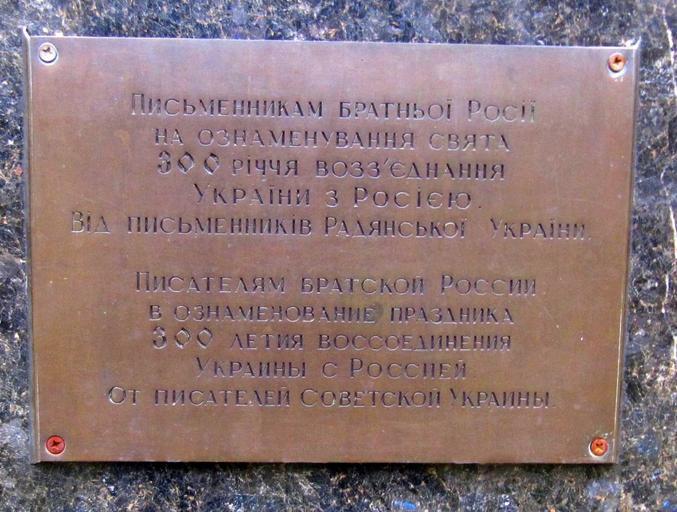 Письменникам братньої Росії
на ознаменування свята
300 річчя возз'єднання
України з Росією.
Від письменників Радянської України.
Писателям братской России
в ознаменование праздника
300 летия воссоединения
Украины с Россией
От писателей Советской Украины.